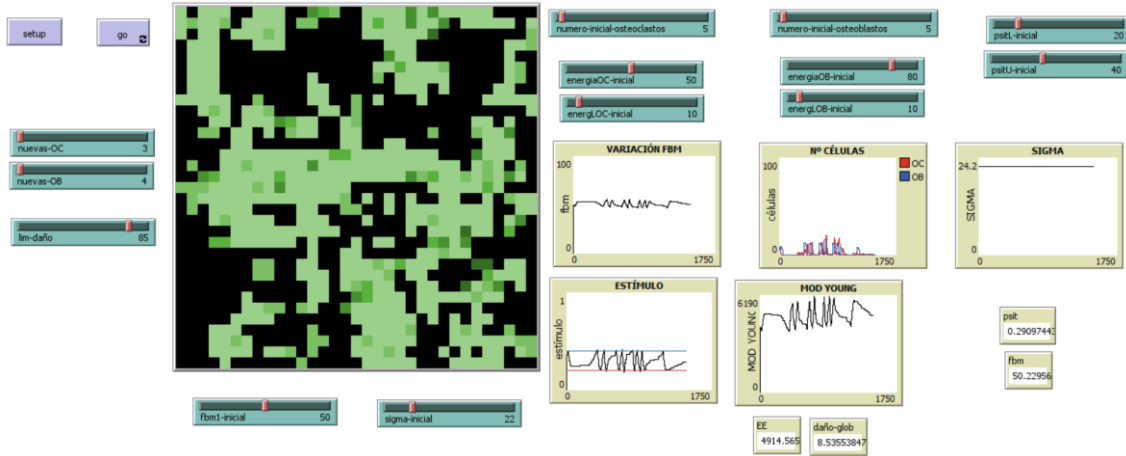 setup
go
nuevas-OC 3
nuevas-OB 4
lim-daño 85
numero-inicial-osteoclastos 5
numero-inicial-osteoblastos 5
psitL-inicial 20
energiaOC-inicial 50
energiaOB-inicial 80
psitU-inicial 40
energLOC-inicial 10
energLOB-inicial 10
VARIACIÓN FBM
100
fbm
0
0 1750
Nº CÉLULAS
100
células
0
0 1750
OC
OB
SIGMA
24.2
SIGMA
0
0 1750
ESTÍMULO
1
estímulo
0
0 1750
MOD YOUNG
6190
MOD YOUNG
0
0 1750
psit
0.29097443
fbm
50.22956
fbm1-inicial 50
sigma-inicial 22
EE
4914.565
daño-glob
8.53553847